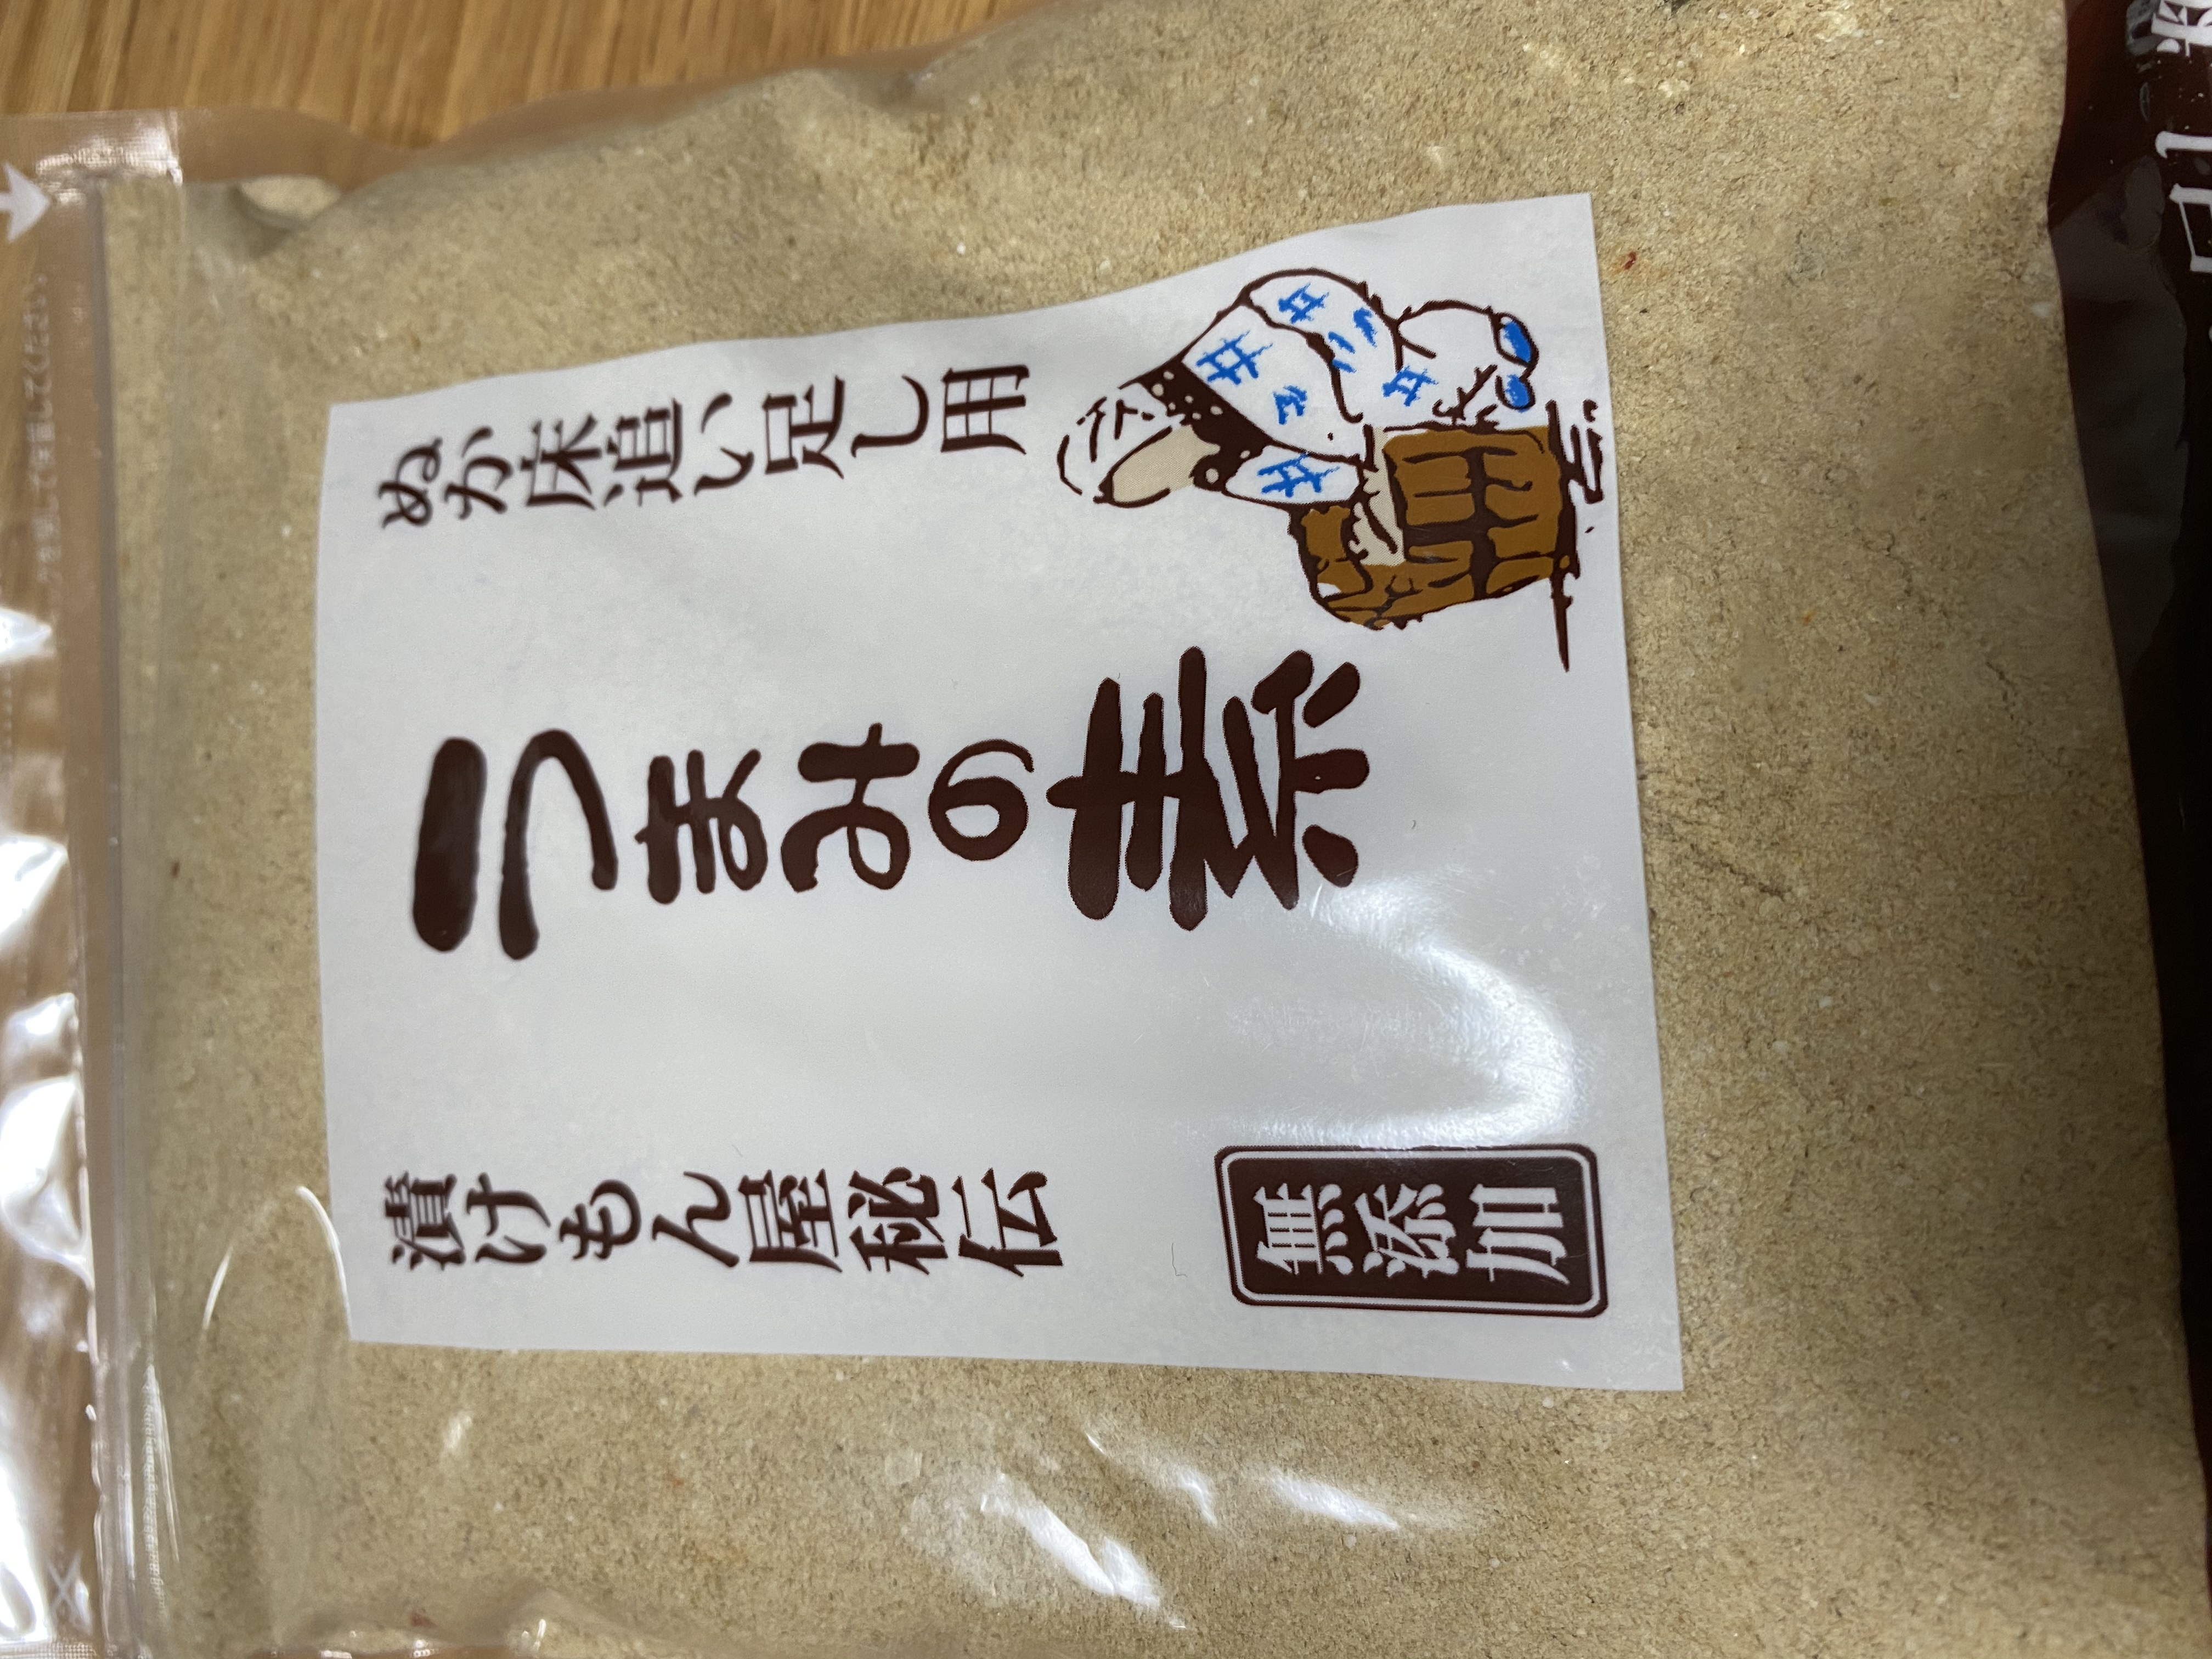 ぬか床追い足し用
こうまみの素
漬けもん屋秘伝
無添加